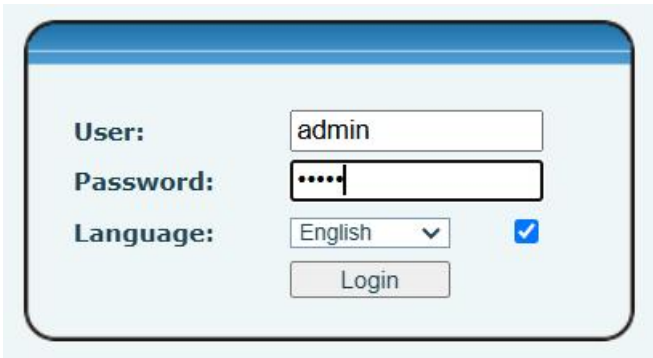 User: admin
Password: •••••
Language: English
Login